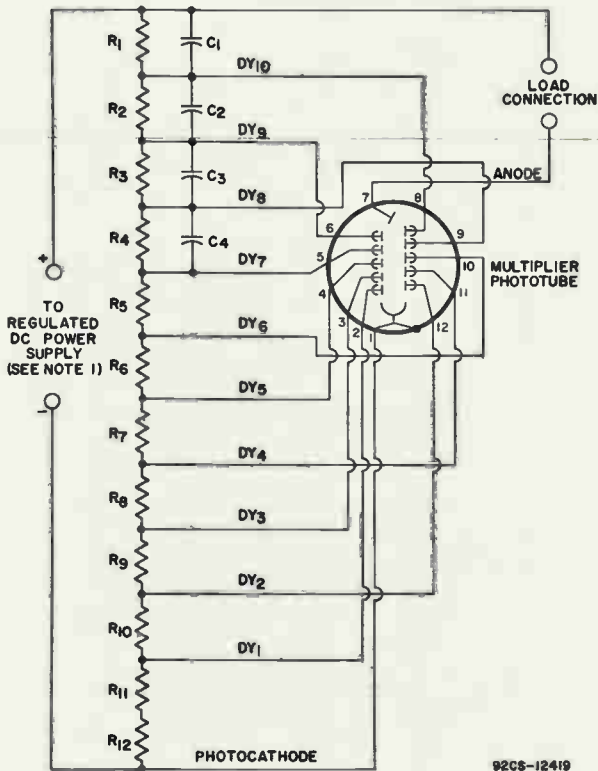 R1
C1
DY10
R2
C2
DY9
R3
C3
DY8
R4
C4
DY7
R5
DY6
R6
DY5
R7
DY4
R8
DY3
R9
DY2
R10
DY1
R11
R12
PHOTOCATHODE
+
TO
REGULATED
DC POWER
SUPPLY
(SEE NOTE 1)
-
LOAD
CONNECTION
ANODE
MULTIPLIER
PHOTOTUBE
7
8
6
9
5
10
4
11
3
2
1
12
92CS-12419